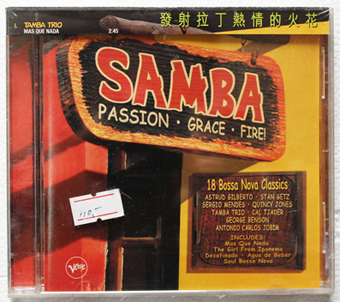 L TAMBA TRIO
MAS QUE NADA 2.45
發射拉丁熱情的火花
SAMBA
PASSION · GRACE · FIRE!
110.-
18 Bossa Nova Classics
ASTRUD GILBERTO · STAN GETZ
SERGIO MENDES · QUINCY JONES
TAMBA TRIO · CAL TJADER
GEORGE BENSON
ANTONIO CARLOS JOBIM
INCLUDES:
Mas Que Nada
The Girl From Ipanema
Desafinado · Agua de Beber
Soul Bossa Nova
Verve